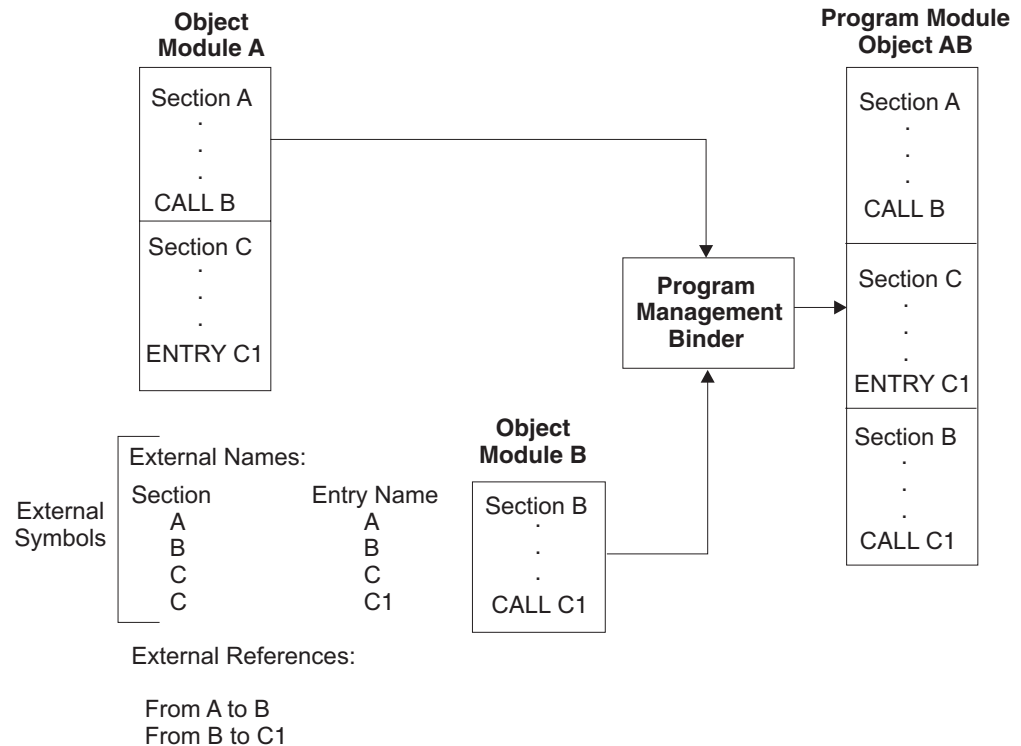 Object
Module A
Section A
.
.
.
CALL B
Section C
.
.
.
ENTRY C1
Program Module
Object AB
Section A
.
.
.
CALL B
Section C
.
.
.
ENTRY C1
Section B
.
.
.
CALL C1
Program
Management
Binder
Object
Module B
Section B
.
.
.
CALL C1
External
Symbols
External Names:
Section Entry Name
A A
B B
C C
C C1
External References:
From A to B
From B to C1